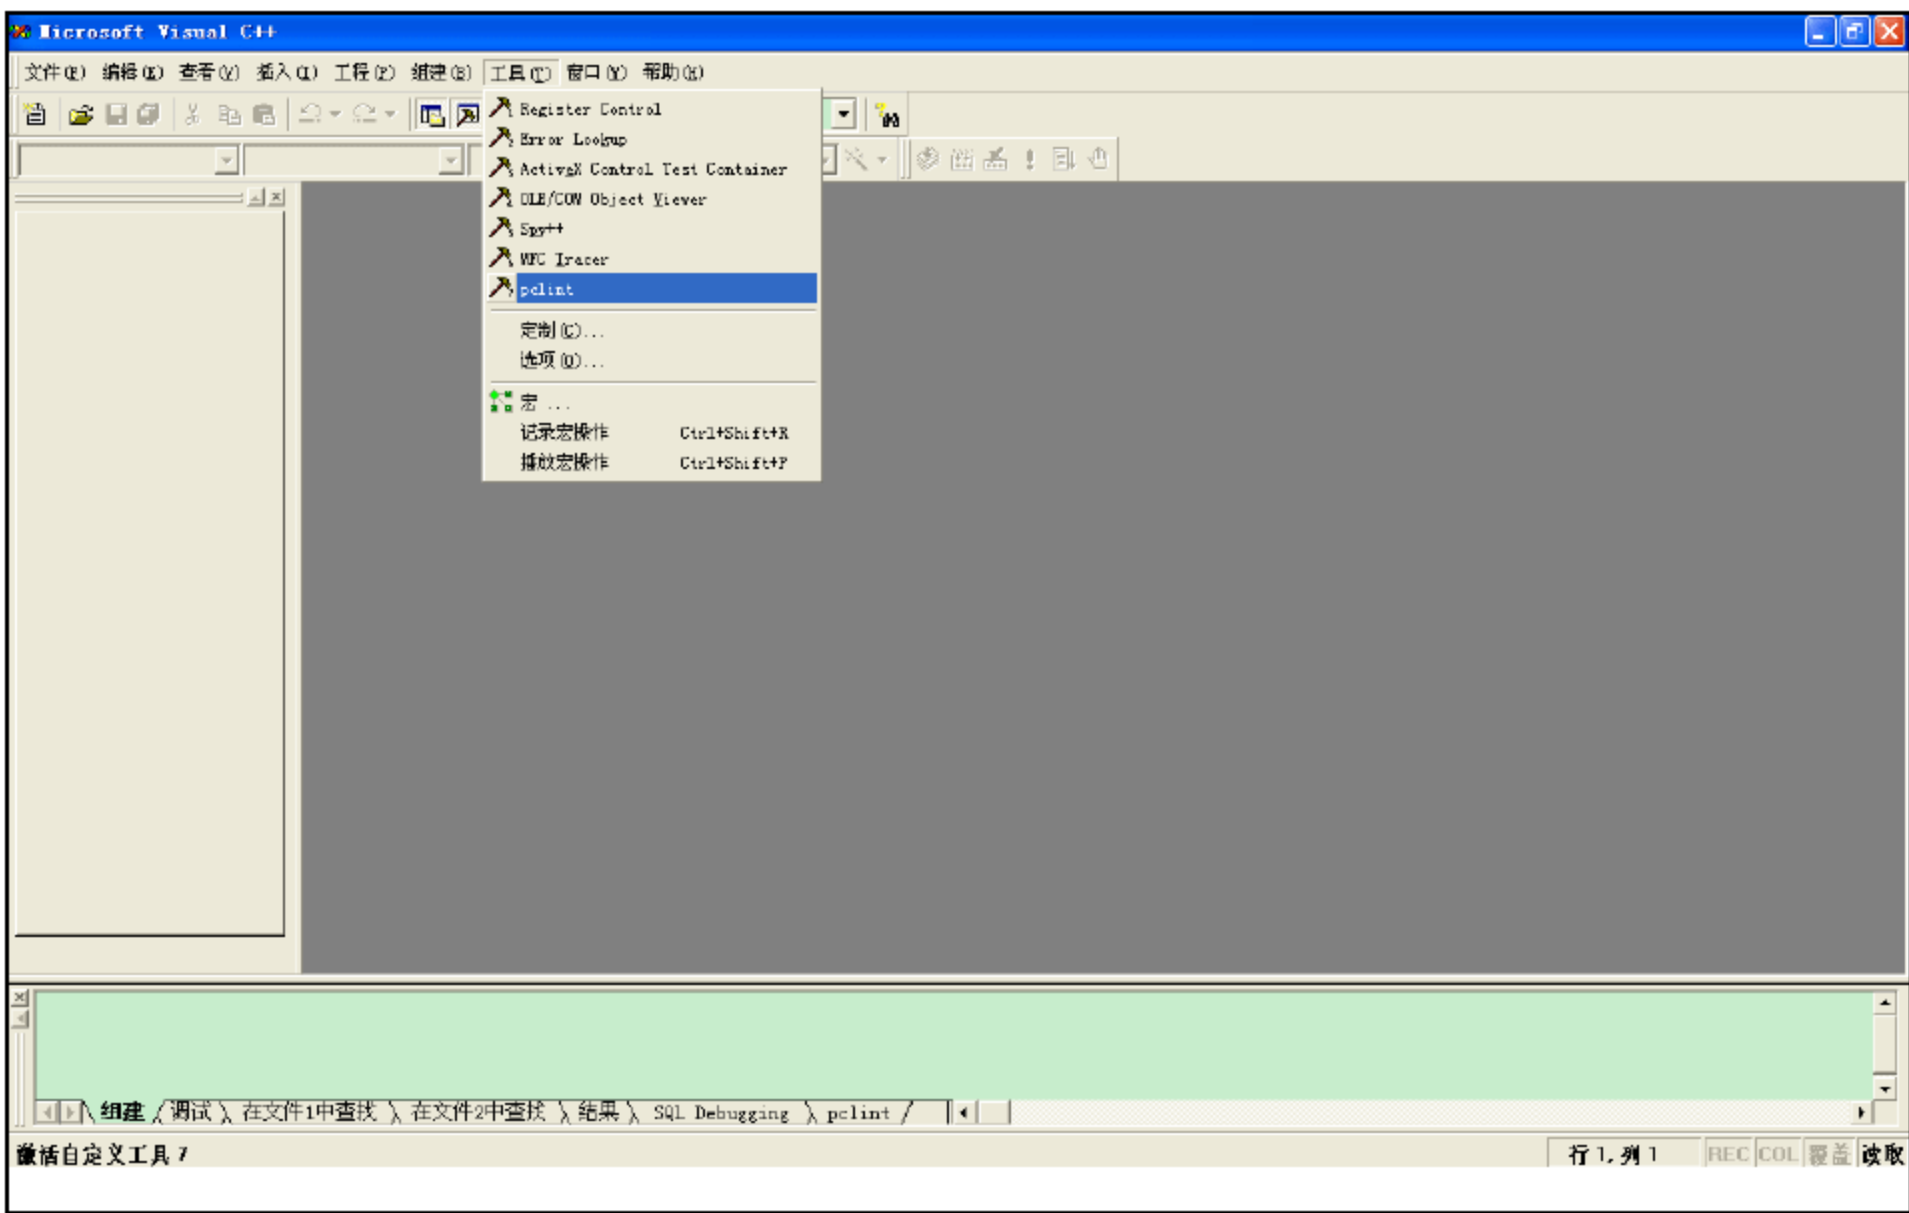 Microsoft Visual C++
文件(F) 编辑(E) 查看(V) 插入(I) 工程(P) 组建(B) 工具(T) 窗口(W) 帮助(H)
Register Control
Error Lookup
ActiveX Control Test Container
OLE/COM Object Viewer
Spy++
MFC Tracer
pclint
定制(C)...
选项(O)...
宏 ...
记录宏操作 Ctrl+Shift+R
播放宏操作 Ctrl+Shift+P
组建 调试 在文件1中查找 在文件2中查找 结果 SQL Debugging pclint
激活自定义工具 7 行 1, 列 1 REC COL 覆盖 读取